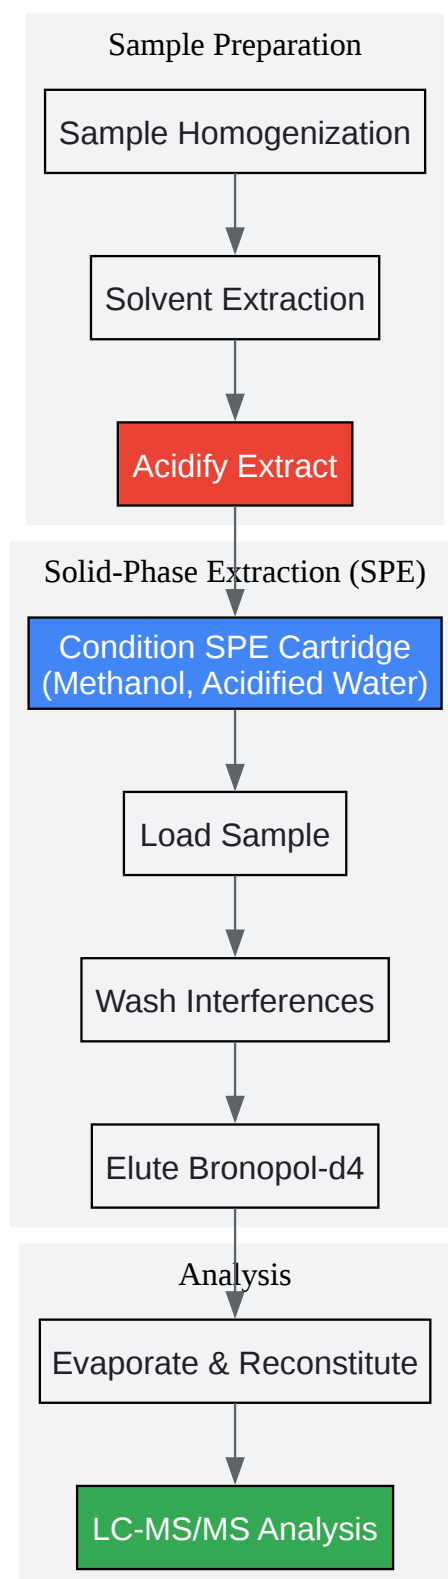 Sample Preparation
Sample Homogenization
Solvent Extraction
Acidify Extract
Solid-Phase Extraction (SPE)
Condition SPE Cartridge
(Methanol, Acidified Water)
Load Sample
Wash Interferences
Elute Bronopol-d4
Analysis
Evaporate & Reconstitute
LC-MS/MS Analysis